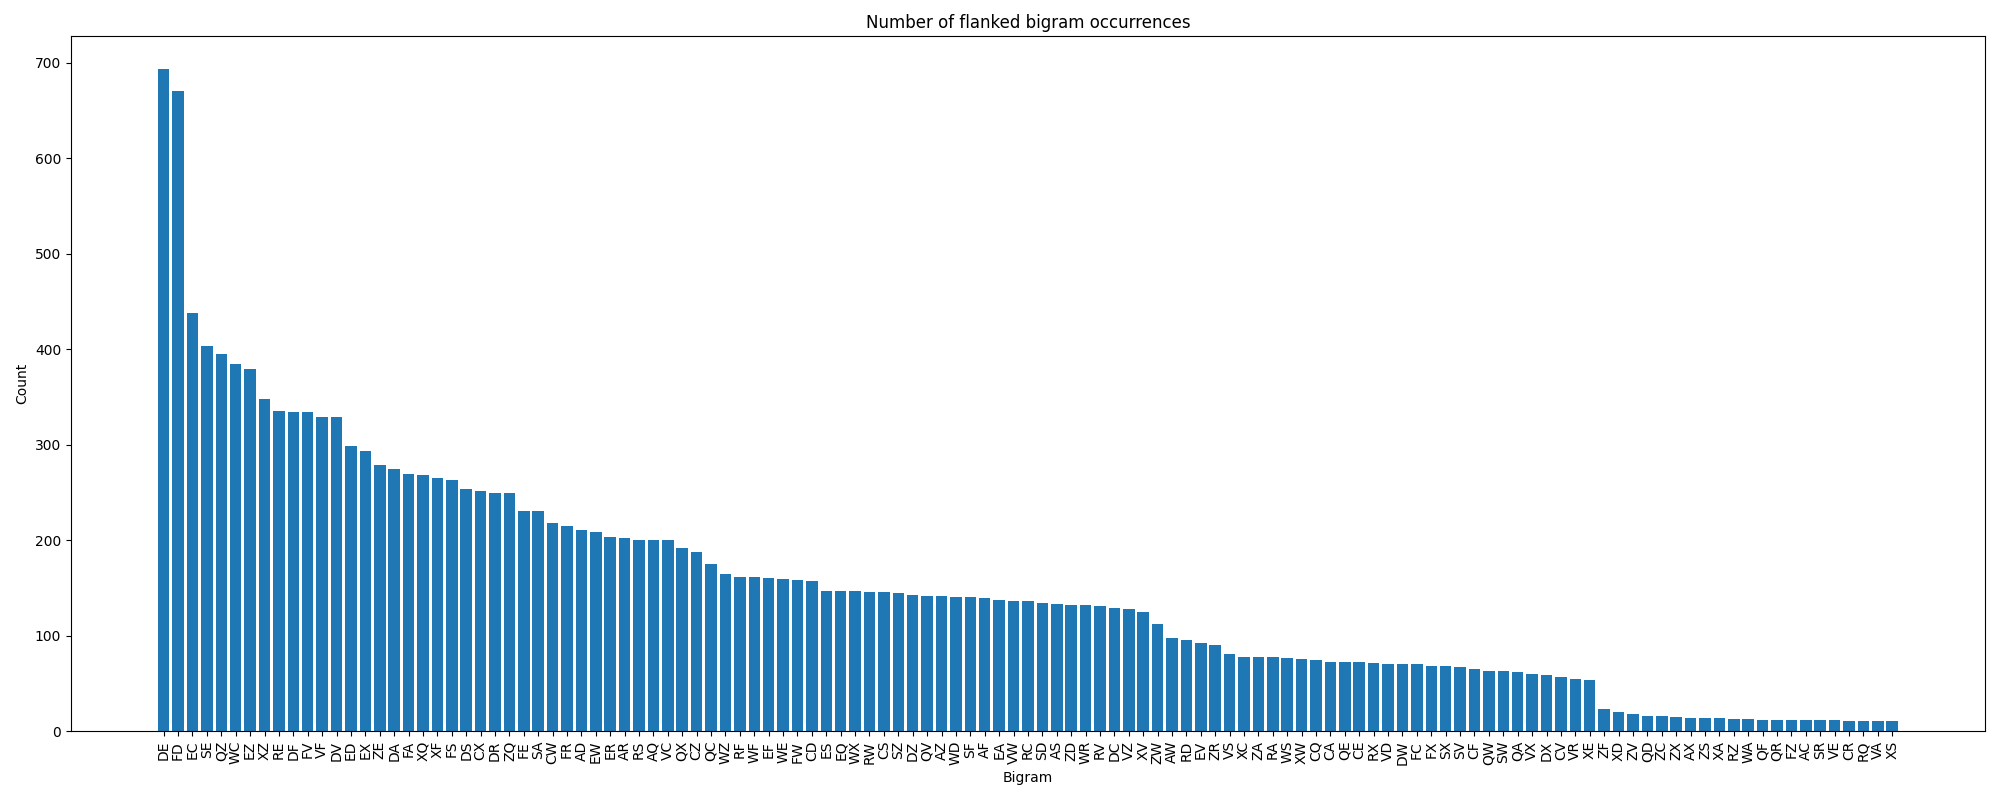 Number of flanked bigram occurrences
700
600
500
400
300
200
100
0
Count
DE FD EC SE QZ WC EZ XZ RE DF FV VF DV ED EX ZE DA FA XQ XF FS DS CX DR ZQ FE SA CW FR AD EW ER AR RS AQ VC QX CZ QC WZ RF WF EF WE FW CD ES EQ WX RW CS SZ DZ QV AZ WD SF AF EA VW RC SD AS ZD WR RV DC VZ XV ZW AW RD EV ZR VS XC ZA RA WS XW CQ CA QE CE RX VD DW FC FX SX SV CF QW SW QA VX DX CV VR XE ZF XD ZV QD ZC ZX AX ZS XA RZ WA QF QR FZ AC SR VE CR RQ VA XS
Bigram